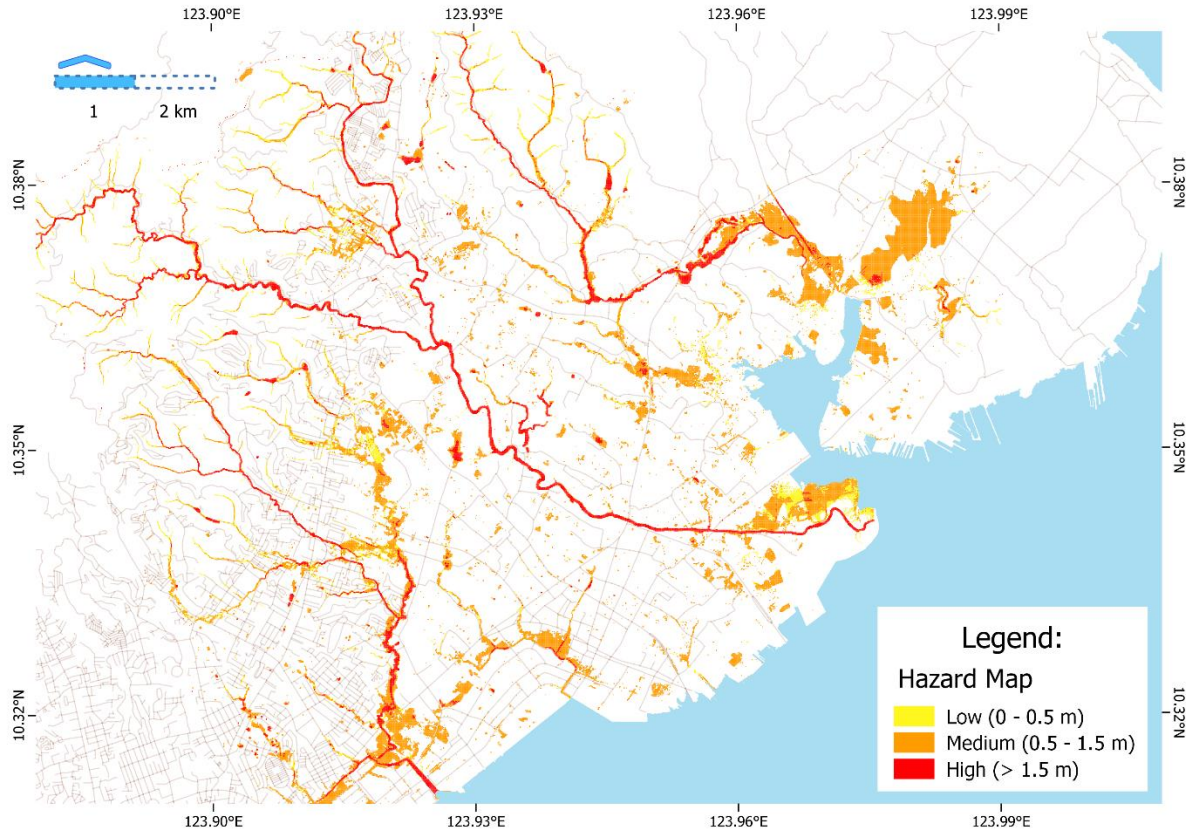 123.90°E 123.93°E 123.96°E 123.99°E
1 2 km
10.38°N 10.38°N
10.35°N 10.35°N
10.32°N 10.32°N
Legend:
Hazard Map
Low (0 - 0.5 m)
Medium (0.5 - 1.5 m)
High (> 1.5 m)
123.90°E 123.93°E 123.96°E 123.99°E